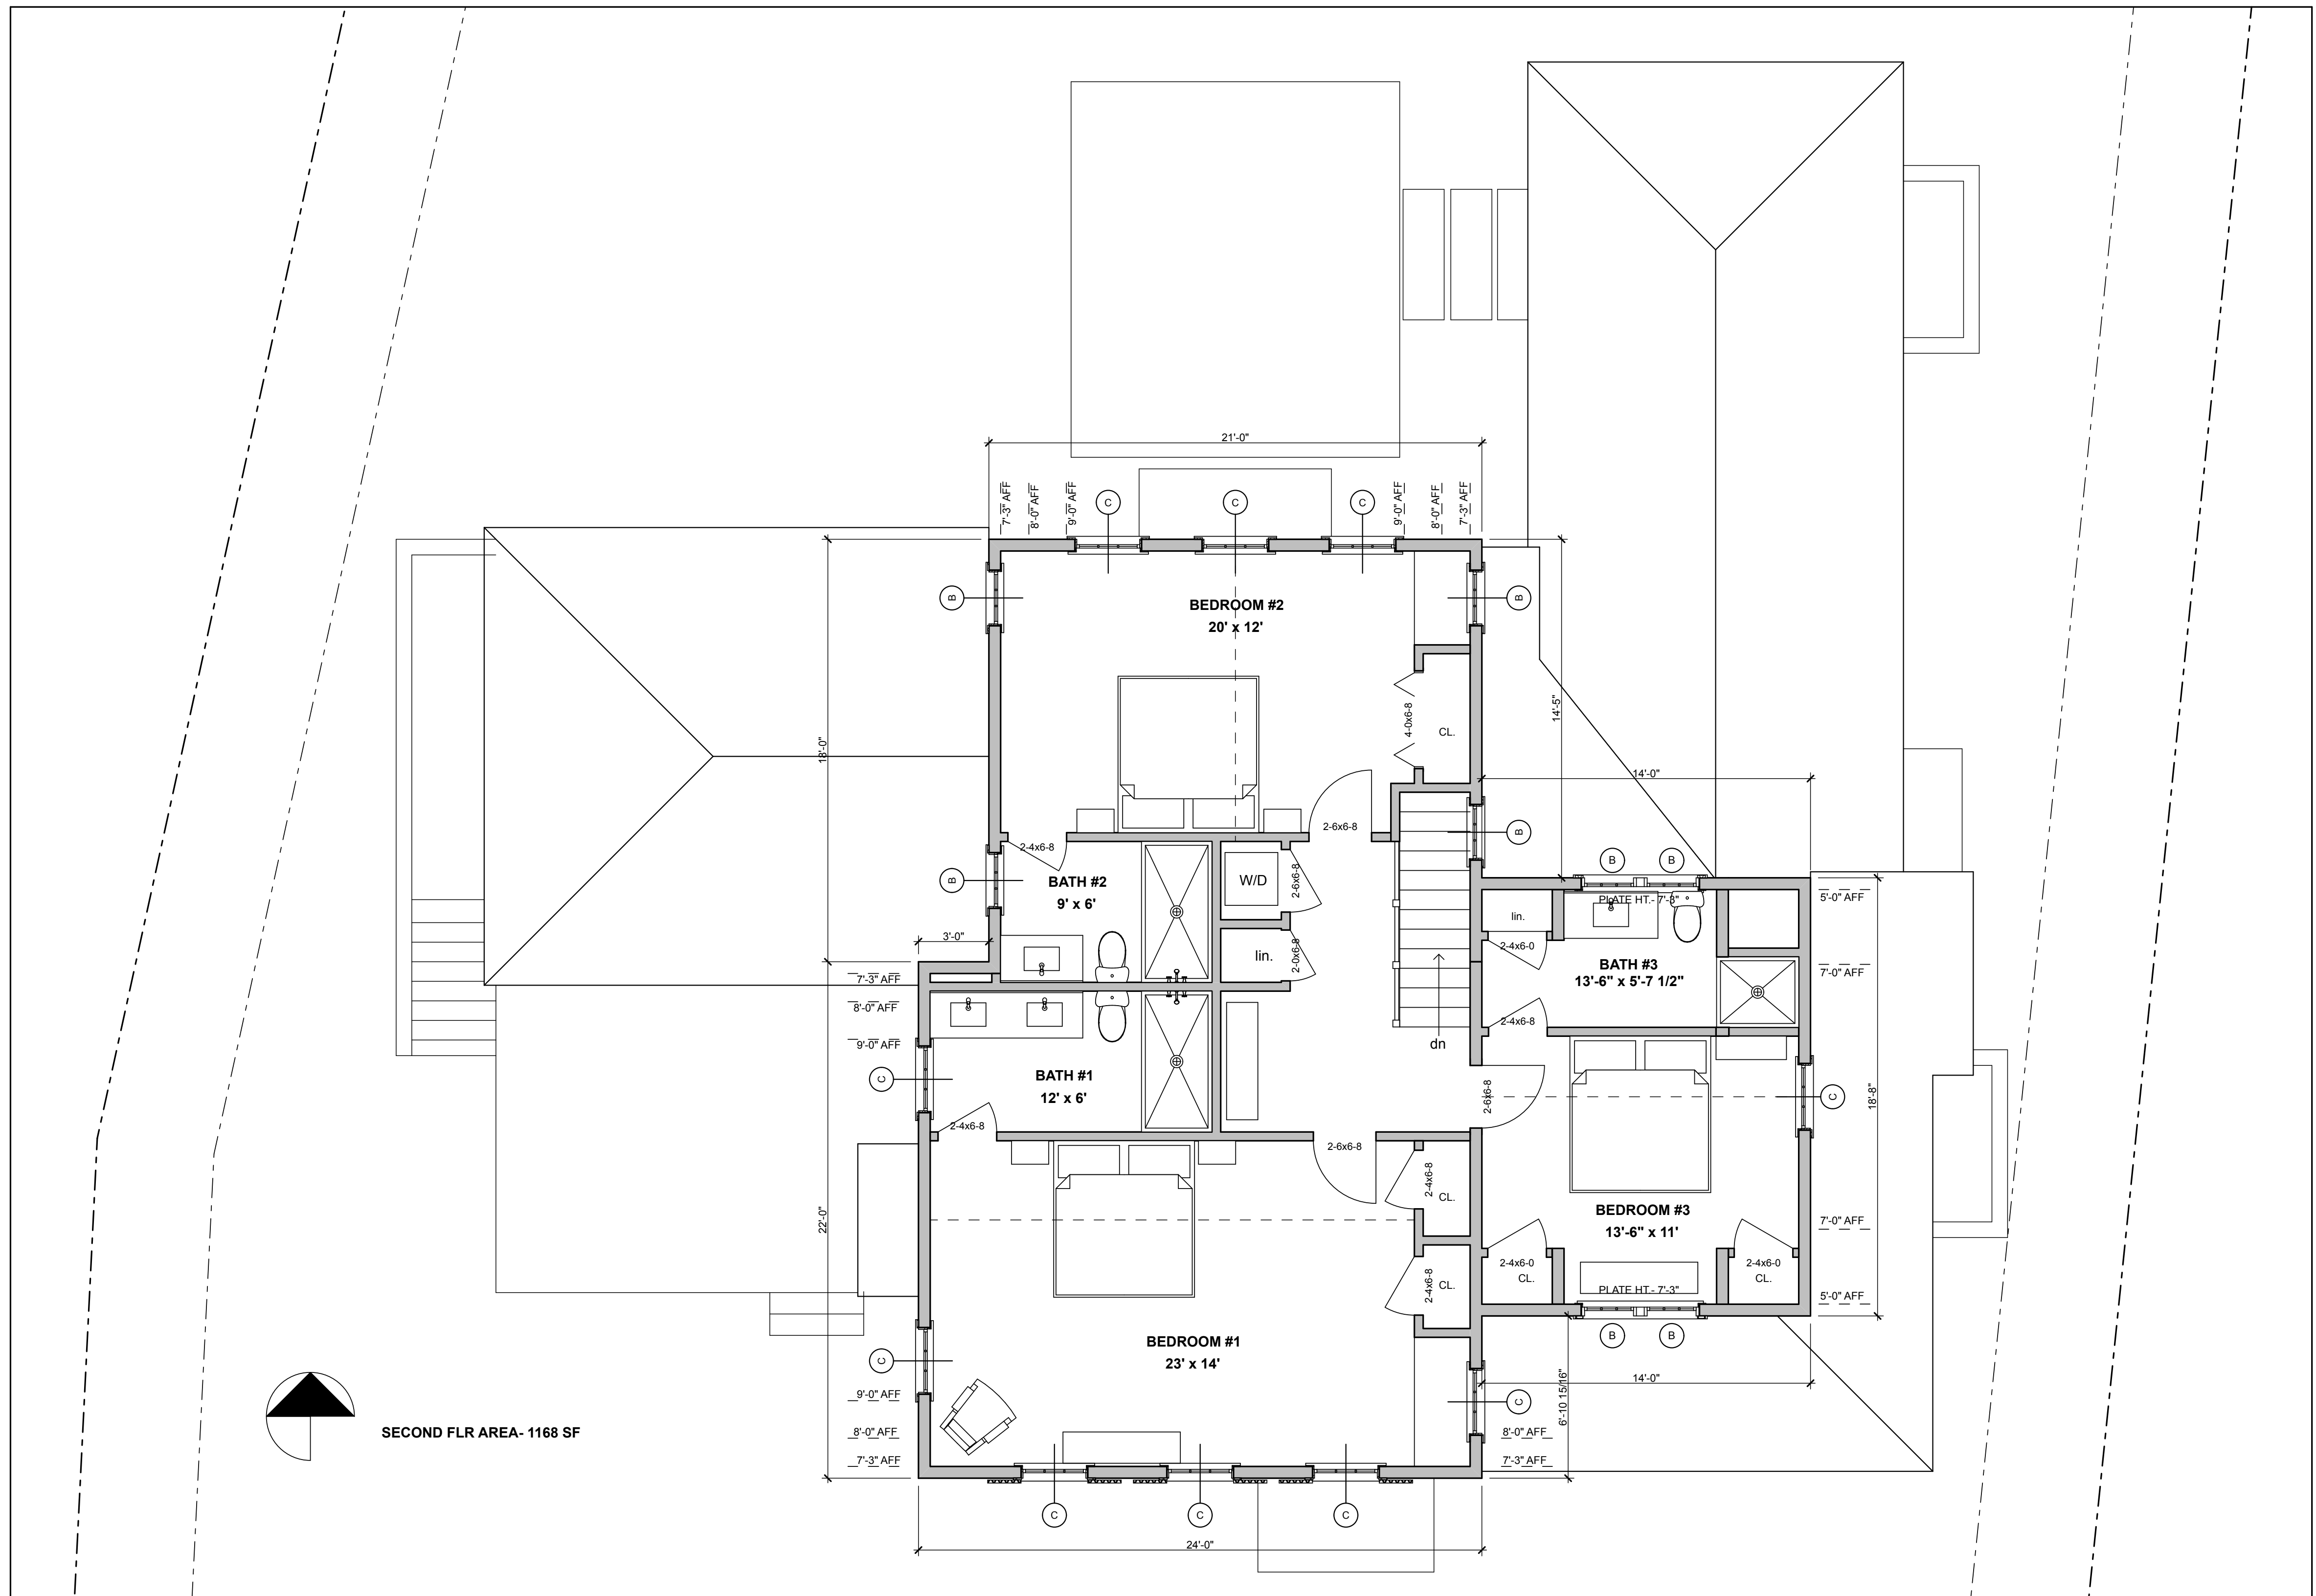 21'-0"
7'-3" AFF
8'-0" AFF
9'-0" AFF
C
C
C
9'-0" AFF
8'-0" AFF
7'-3" AFF
B
BEDROOM #2
20' x 12'
B
4-0x6-8
CL.
14'-5"
18'-0"
14'-0"
2-6x6-8
B
2-4x6-8
B
BATH #2
9' x 6'
W/D
2-6x6-8
B
B
PLATE HT.- 7'-3"
5'-0" AFF
lin.
3'-0"
lin.
2-0x6-8
2-4x6-0
BATH #3
13'-6" x 5'-7 1/2"
7'-0" AFF
7'-3" AFF
8'-0" AFF
9'-0" AFF
2-4x6-8
dn
C
BATH #1
12' x 6'
2-6x6-8
C
18'-8"
2-4x6-8
2-6x6-8
2-4x6-8
CL.
BEDROOM #3
13'-6" x 11'
7'-0" AFF
22'-0"
2-4x6-8
CL.
2-4x6-0
CL.
2-4x6-0
CL.
PLATE HT.- 7'-3"
5'-0" AFF
B
B
BEDROOM #1
23' x 14'
C
14'-0"
6'-10 15/16"
9'-0" AFF
C
8'-0" AFF
7'-3" AFF
8'-0" AFF
7'-3" AFF
SECOND FLR AREA- 1168 SF
C
C
C
24'-0"